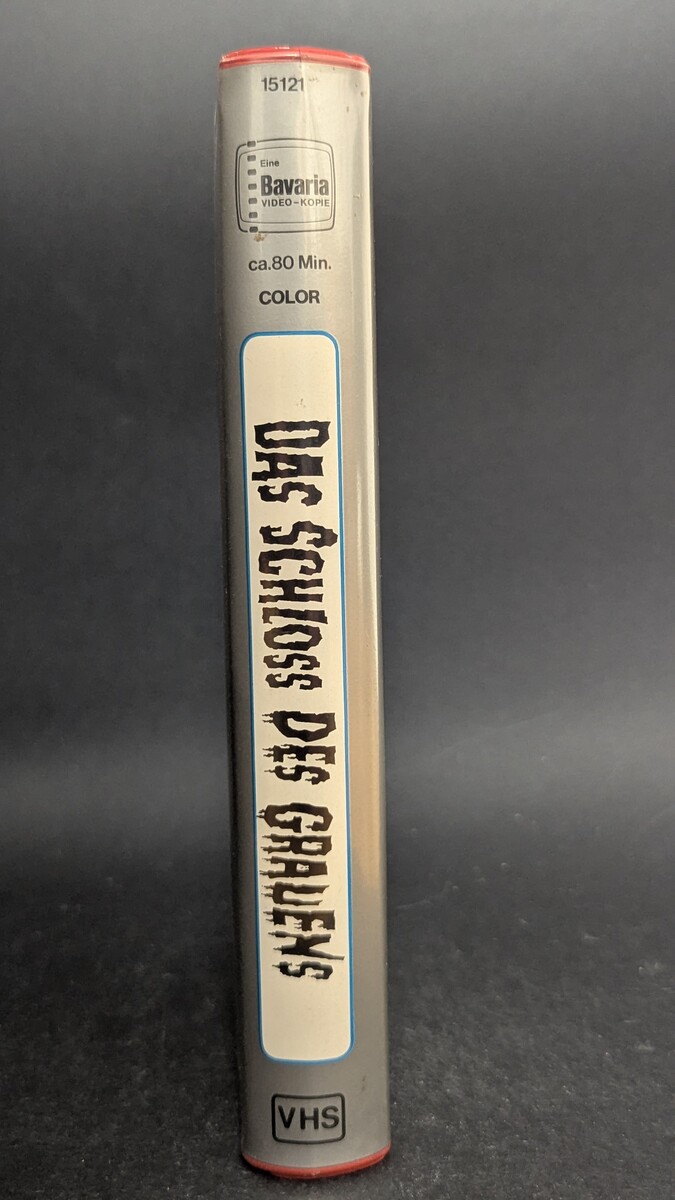 15121
Eine
Bavaria
VIDEO-KOPIE
ca.80 Min.
COLOR
DAS SCHLOSS DES GRAUENS
VHS